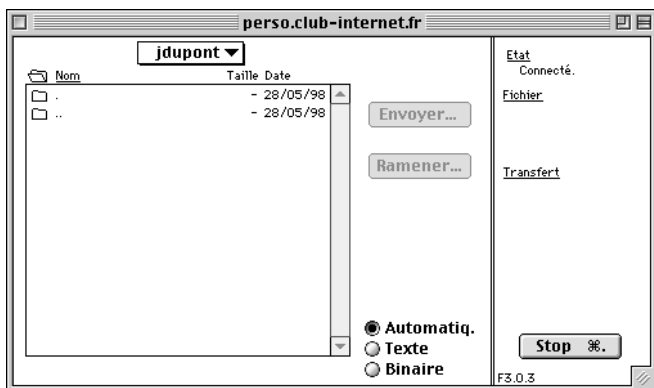 perso.club-internet.fr
jdupont
Nom Taille Date
. - 28/05/98
.. - 28/05/98
Envoyer...
Ramener...
Automatiq.
Texte
Binaire
Etat
Connecté.
Fichier
Transfert
Stop ⌘.
F3.0.3